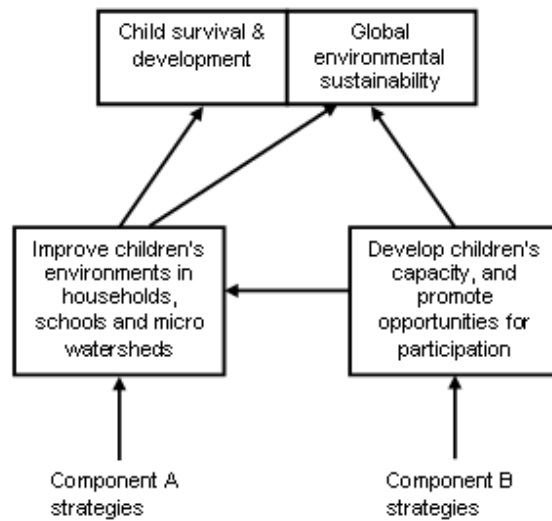 Child survival &
development
Global
environmental
sustainability
Improve children's
environments in
households,
schools and micro
watersheds
Develop children's
capacity, and
promote
opportunities for
participation
Component A
strategies
Component B
strategies